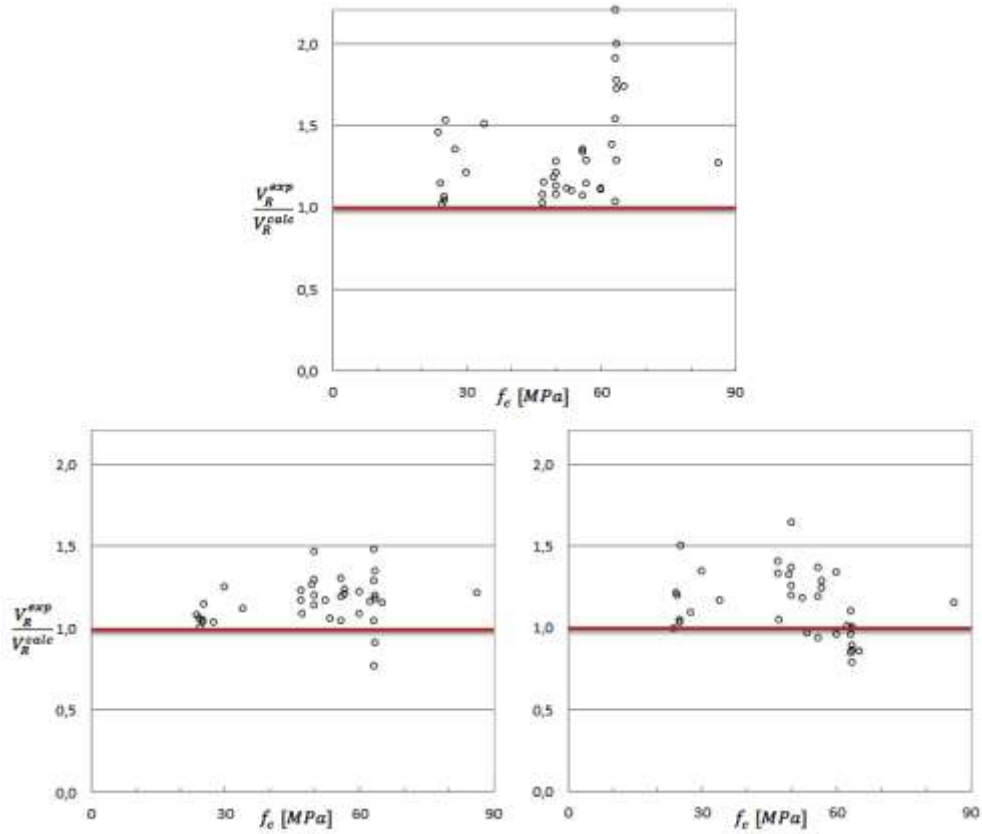 2,0
1,5
V_R^exp
1,0
V_R^calc
0,5
0,0
0 30 60 90
f_c [MPa]
2,0 2,0
1,5 1,5
V_R^exp
1,0 1,0
V_R^calc
0,5 0,5
0,0 0,0
0 30 60 90 0 30 60 90
f_c [MPa] f_c [MPa]